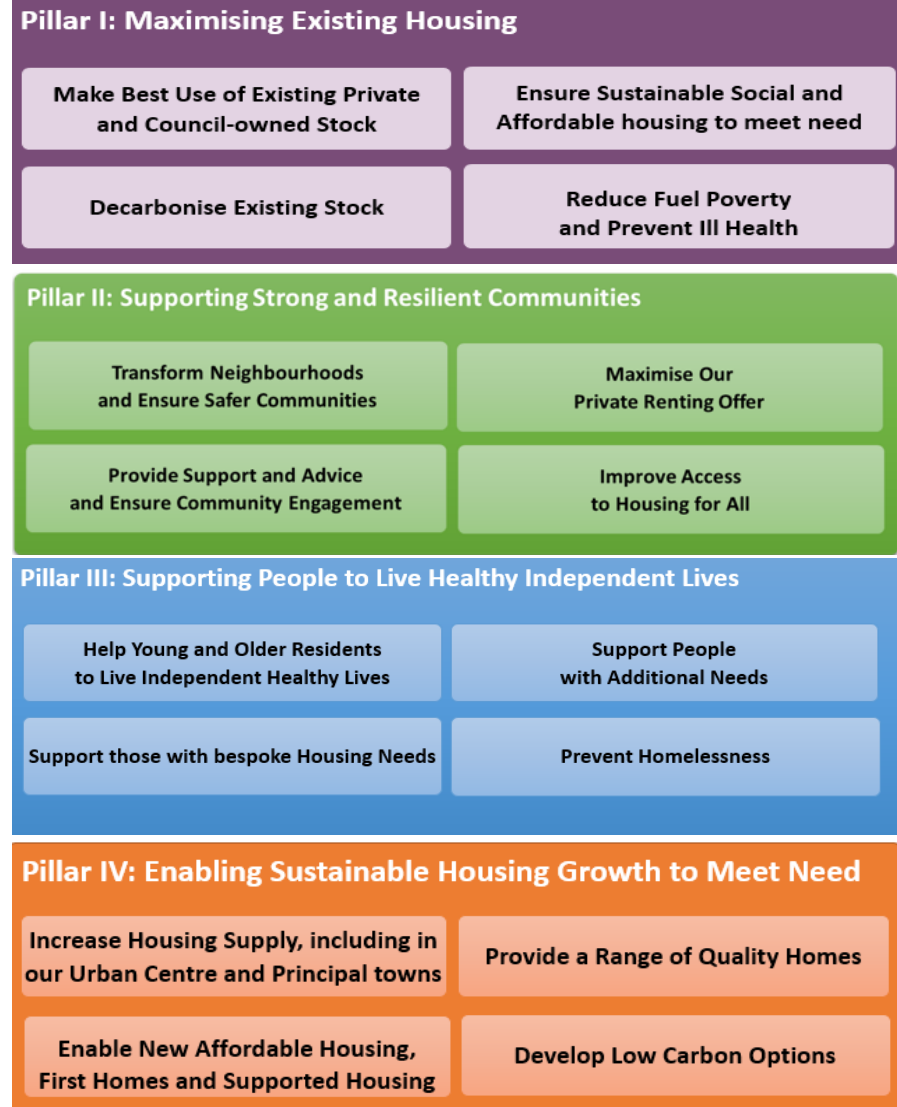 Pillar I: Maximising Existing Housing
Make Best Use of Existing Private
and Council-owned Stock
Ensure Sustainable Social and
Affordable housing to meet need
Decarbonise Existing Stock
Reduce Fuel Poverty
and Prevent Ill Health
Pillar II: Supporting Strong and Resilient Communities
Transform Neighbourhoods
and Ensure Safer Communities
Maximise Our
Private Renting Offer
Provide Support and Advice
and Ensure Community Engagement
Improve Access
to Housing for All
Pillar III: Supporting People to Live Healthy Independent Lives
Help Young and Older Residents
to Live Independent Healthy Lives
Support People
with Additional Needs
Support those with bespoke Housing Needs
Prevent Homelessness
Pillar IV: Enabling Sustainable Housing Growth to Meet Need
Increase Housing Supply, including in
our Urban Centre and Principal towns
Provide a Range of Quality Homes
Enable New Affordable Housing,
First Homes and Supported Housing
Develop Low Carbon Options